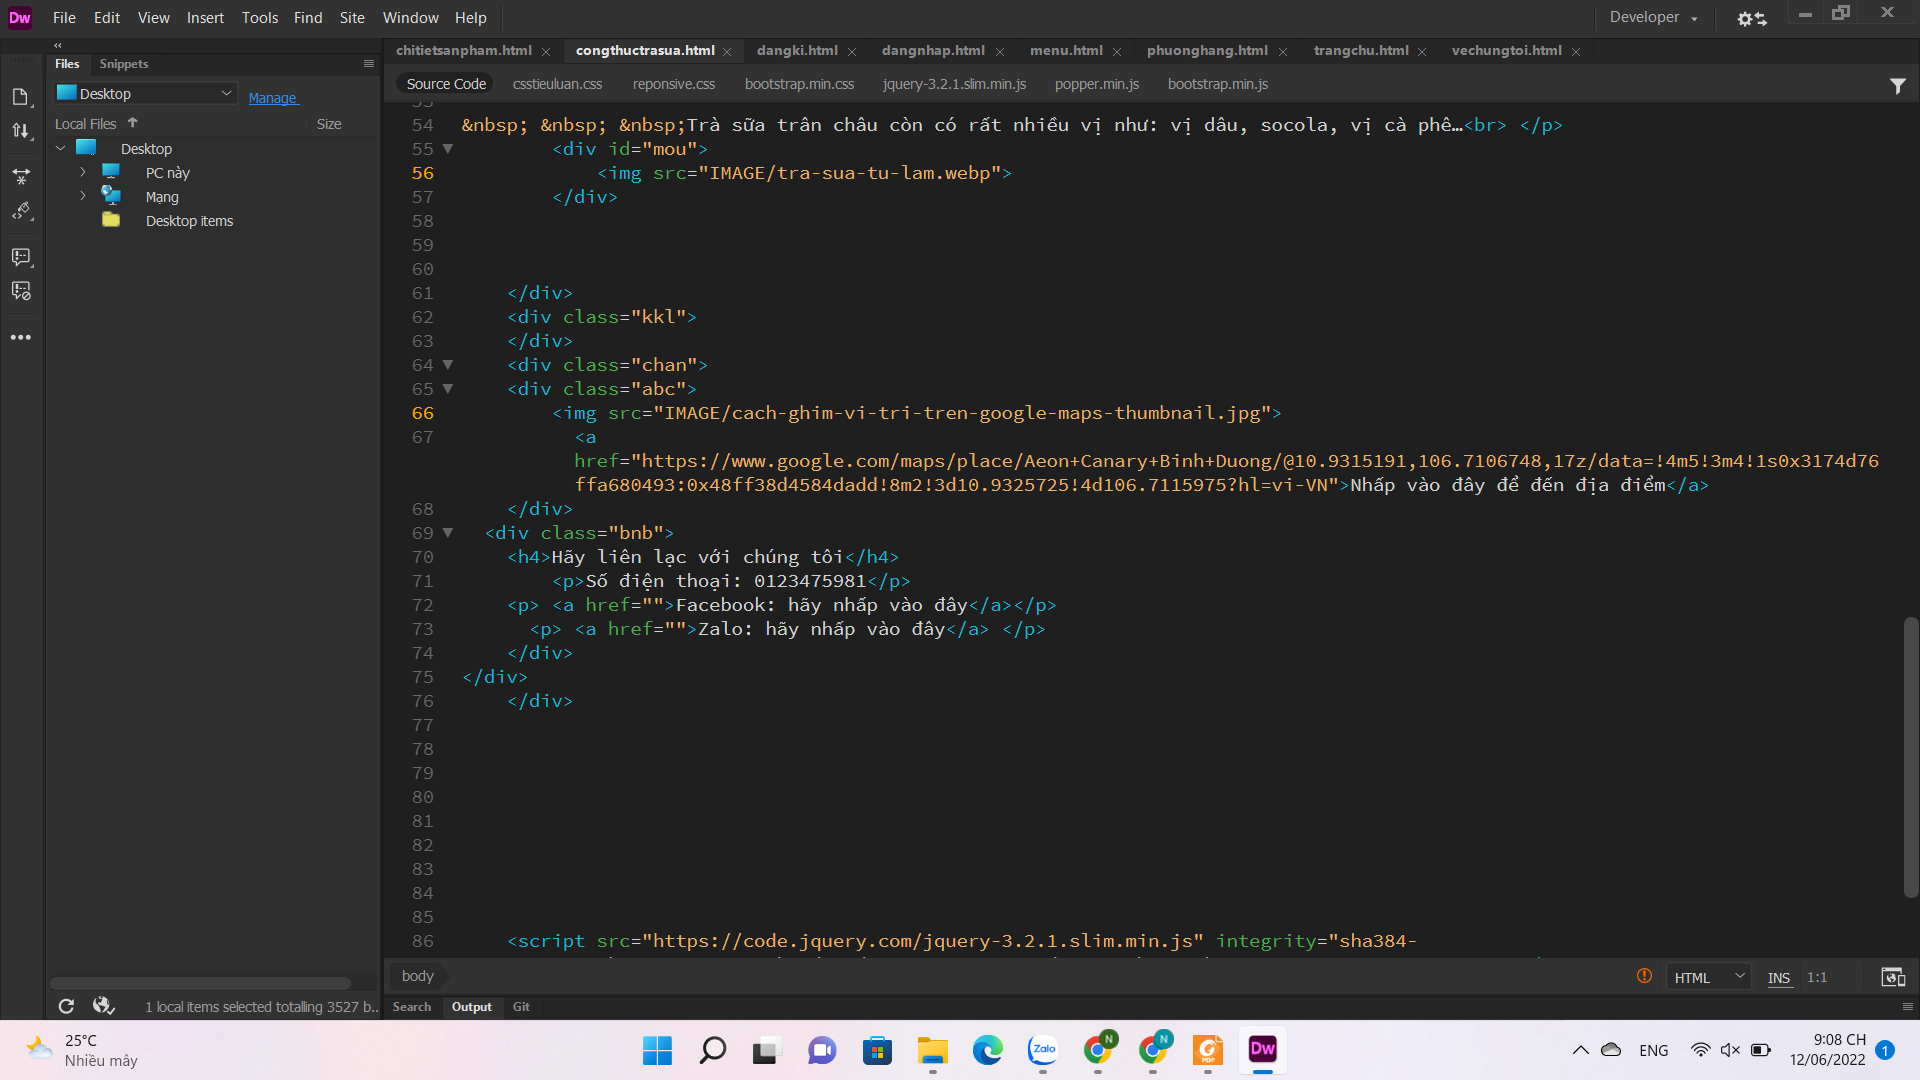 Dw File Edit View Insert Tools Find Site Window Help Developer
Files Snippets
Desktop Manage
Local Files Size
Desktop
PC này
Mạng
Desktop items
1 local items selected totalling 3527 b...
chitietsanpham.html congthuctrasua.html dangki.html dangnhap.html menu.html phuonghang.html trangchu.html vechungtoi.html
Source Code csstieuluan.css reponsive.css bootstrap.min.css jquery-3.2.1.slim.min.js popper.min.js bootstrap.min.js
54 &nbsp; &nbsp; &nbsp;Trà sữa trân châu còn có rất nhiều vị như: vị dâu, socola, vị cà phê…<br> </p>
55 <div id="mou">
56 <img src="IMAGE/tra-sua-tu-lam.webp">
57 </div>
58
59
60
61 </div>
62 <div class="kkl">
63 </div>
64 <div class="chan">
65 <div class="abc">
66 <img src="IMAGE/cach-ghim-vi-tri-tren-google-maps-thumbnail.jpg">
67 <a
href="https://www.google.com/maps/place/Aeon+Canary+Binh+Duong/@10.9315191,106.7106748,17z/data=!4m5!3m4!1s0x3174d76
ffa680493:0x48ff38d4584dadd!8m2!3d10.9325725!4d106.7115975?hl=vi-VN">Nhấp vào đây để đến địa điểm</a>
68 </div>
69 <div class="bnb">
70 <h4>Hãy liên lạc với chúng tôi</h4>
71 <p>Số điện thoại: 0123475981</p>
72 <p> <a href="">Facebook: hãy nhấp vào đây</a></p>
73 <p> <a href="">Zalo: hãy nhấp vào đây</a> </p>
74 </div>
75 </div>
76 </div>
77
78
79
80
81
82
83
84
85
86 <script src="https://code.jquery.com/jquery-3.2.1.slim.min.js" integrity="sha384-
body HTML INS 1:1
Search Output Git
25°C
Nhiều mây
Zalo
N
N
PDF
Dw
ENG
9:08 CH
12/06/2022
1